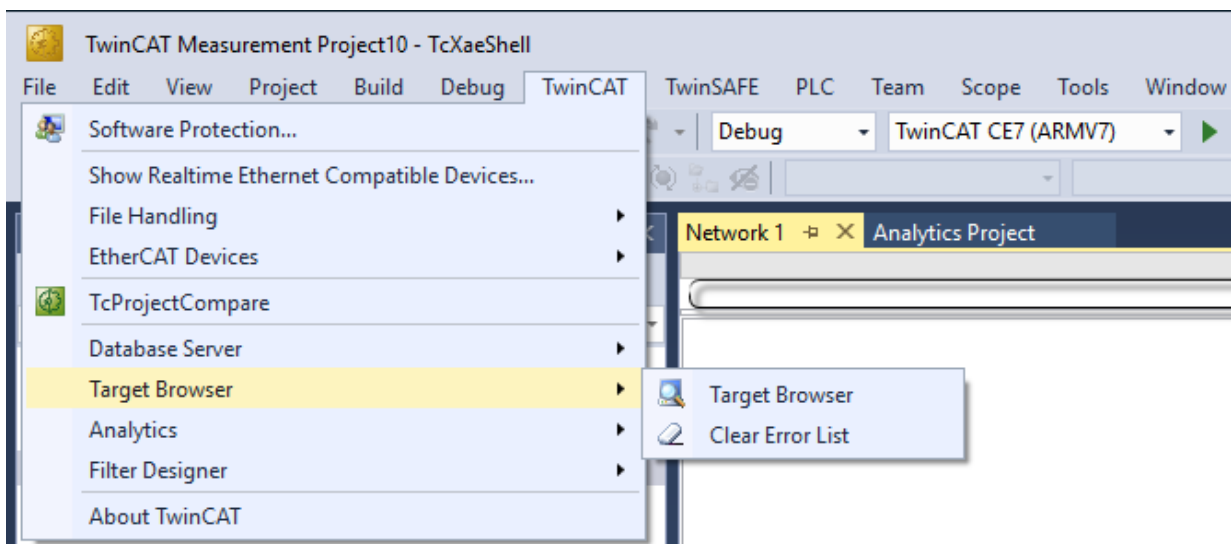 TwinCAT Measurement Project10 - TcXaeShell
File Edit View Project Build Debug TwinCAT TwinSAFE PLC Team Scope Tools Window
Software Protection...
Debug TwinCAT CE7 (ARMV7)
Show Realtime Ethernet Compatible Devices...
File Handling
Network 1 Analytics Project
EtherCAT Devices
TcProjectCompare
Database Server
Target Browser
Target Browser
Analytics
Clear Error List
Filter Designer
About TwinCAT